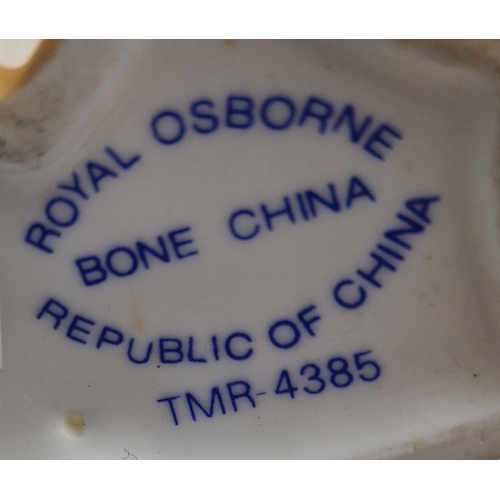 ROYAL OSBORNE
BONE CHINA
REPUBLIC OF CHINA
TMR-4385